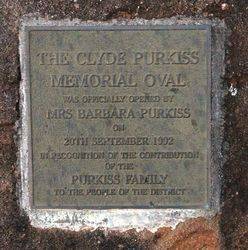 THE CLYDE PURKISS
MEMORIAL OVAL
WAS OFFICIALLY OPENED BY
MRS BARBARA PURKISS
ON
20TH SEPTEMBER 1992
IN RECOGNITION OF THE CONTRIBUTION
OF THE
PURKISS FAMILY
TO THE PEOPLE OF THE DISTRICT